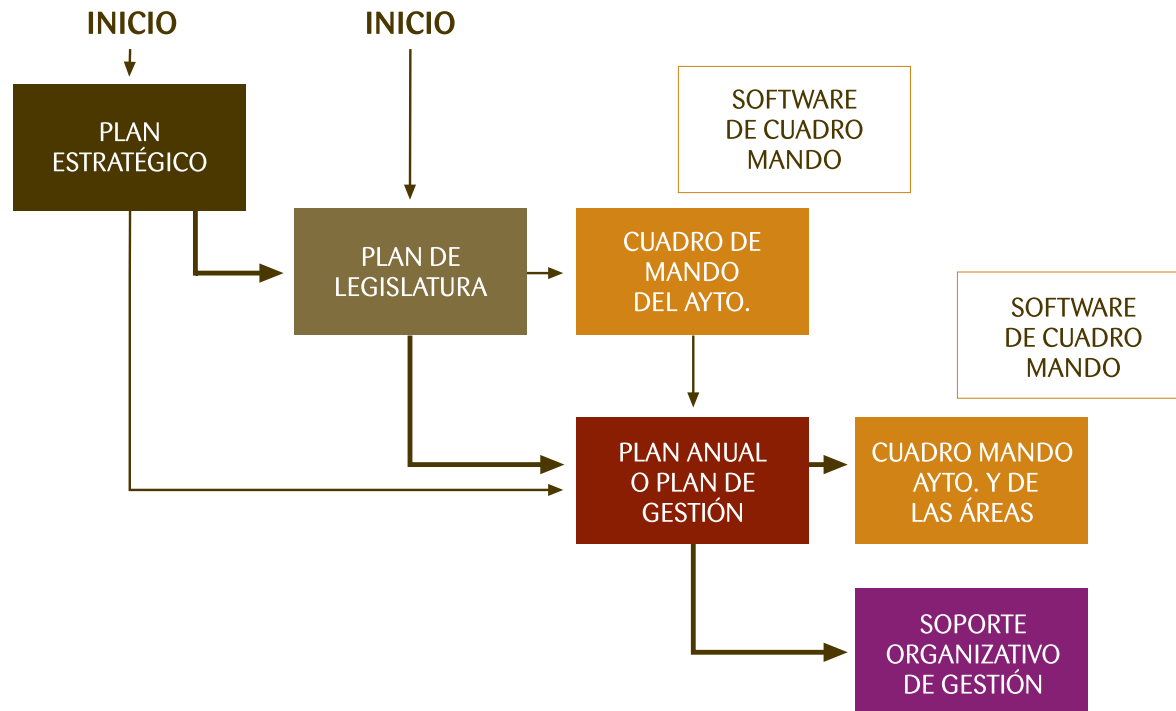 INICIO
INICIO
PLAN
ESTRATÉGICO
SOFTWARE
DE CUADRO
MANDO
PLAN DE
LEGISLATURA
CUADRO DE
MANDO
DEL AYTO.
SOFTWARE
DE CUADRO
MANDO
PLAN ANUAL
O PLAN DE
GESTIÓN
CUADRO MANDO
AYTO. Y DE
LAS ÁREAS
SOPORTE
ORGANIZATIVO
DE GESTIÓN